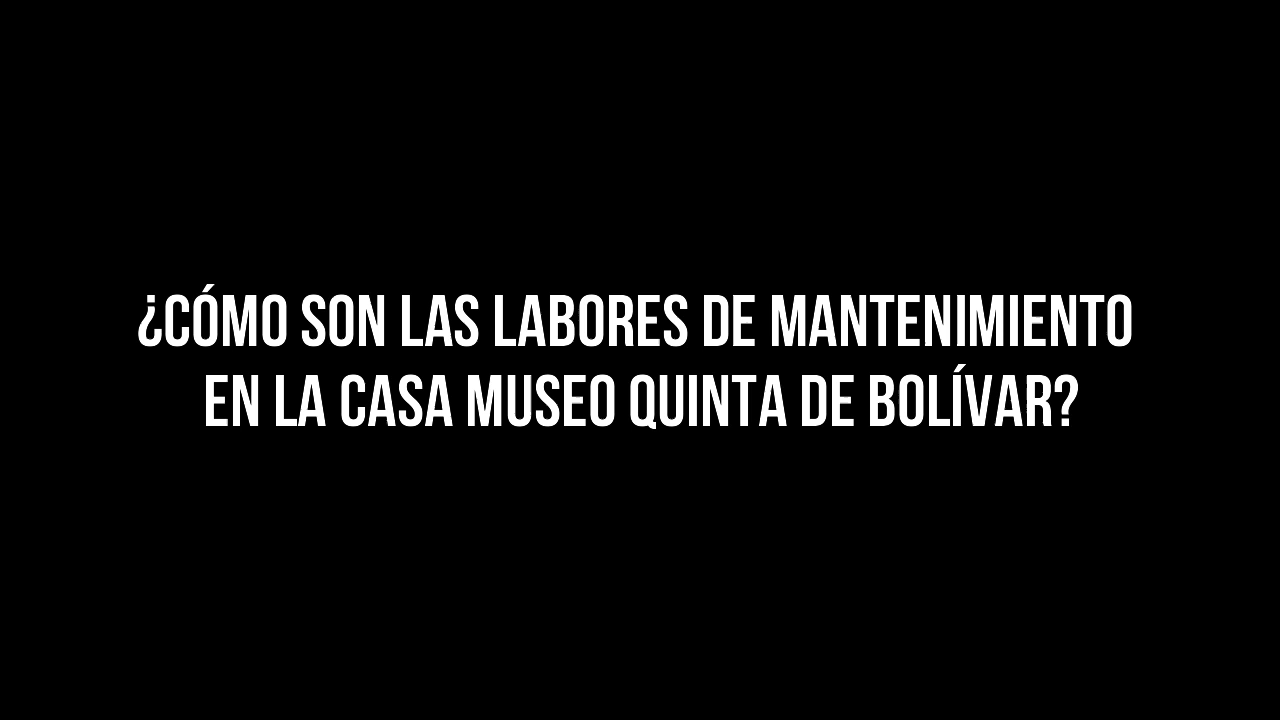 ¿CÓMO SON LAS LABORES DE MANTENIMIENTO
EN LA CASA MUSEO QUINTA DE BOLÍVAR?